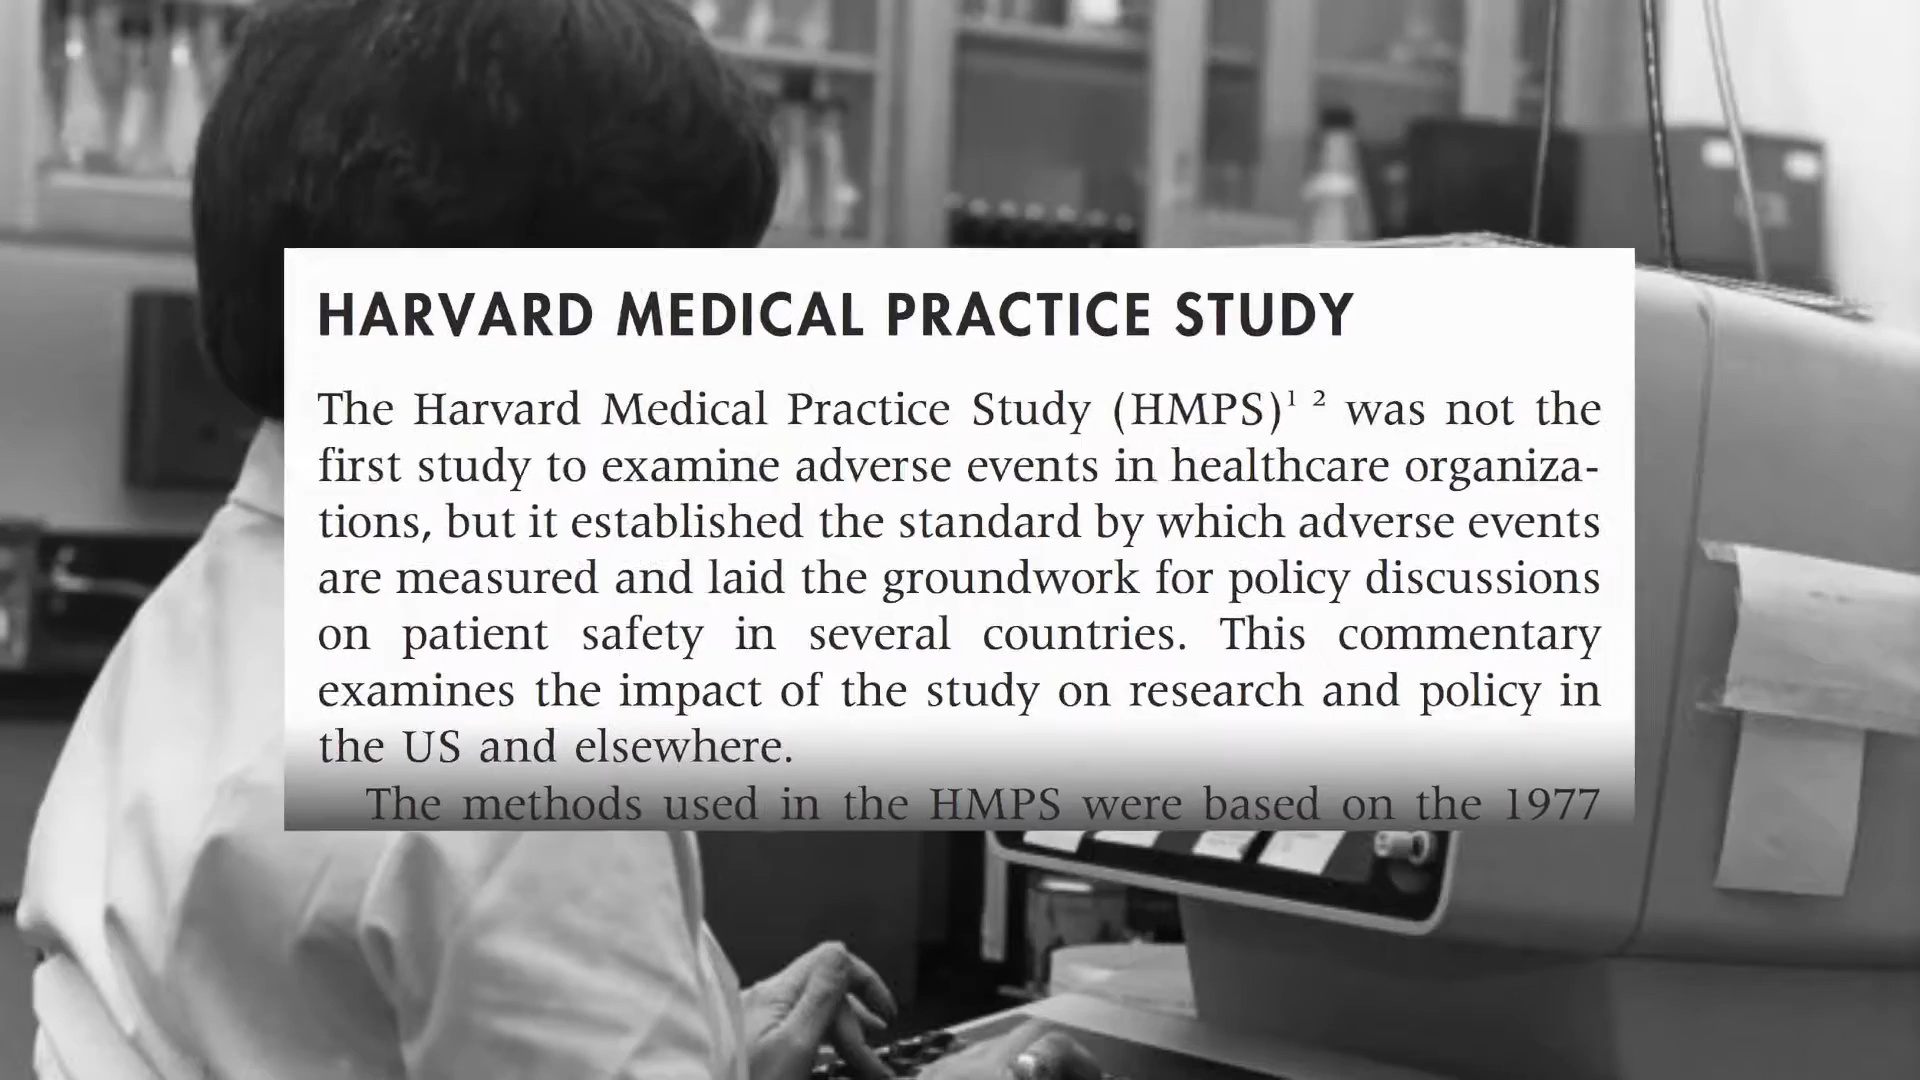 HARVARD MEDICAL PRACTICE STUDY
The Harvard Medical Practice Study (HMPS)¹ ² was not the
first study to examine adverse events in healthcare organiza-
tions, but it established the standard by which adverse events
are measured and laid the groundwork for policy discussions
on patient safety in several countries. This commentary
examines the impact of the study on research and policy in
the US and elsewhere.
The methods used in the HMPS were based on the 1977